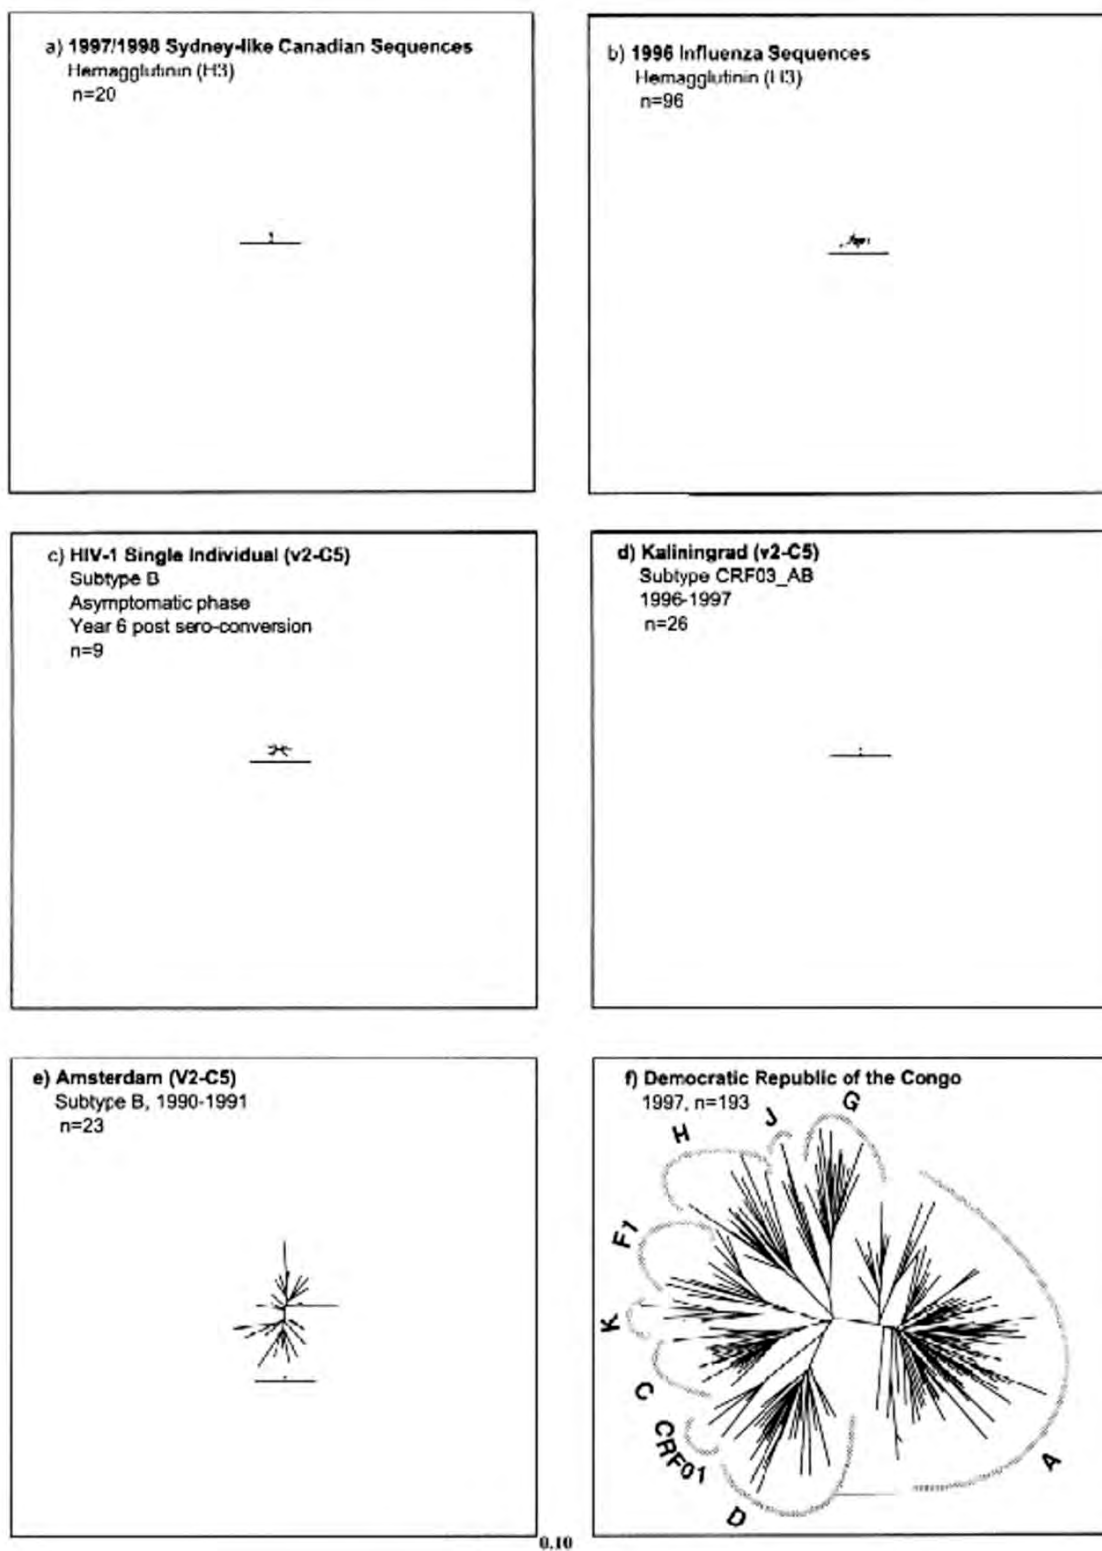 a) 1997/1998 Sydney-like Canadian Sequences
Hemagglutinin (H3)
n=20
b) 1996 Influenza Sequences
Hemagglutinin (H3)
n=96
c) HIV-1 Single Individual (v2-C5)
Subtype B
Asymptomatic phase
Year 6 post sero-conversion
n=9
d) Kaliningrad (v2-C5)
Subtype CRF03_AB
1996-1997
n=26
e) Amsterdam (V2-C5)
Subtype B, 1990-1991
n=23
f) Democratic Republic of the Congo
1997, n=193
G
J
H
F1
K
C
CRF01
D
A
0.10